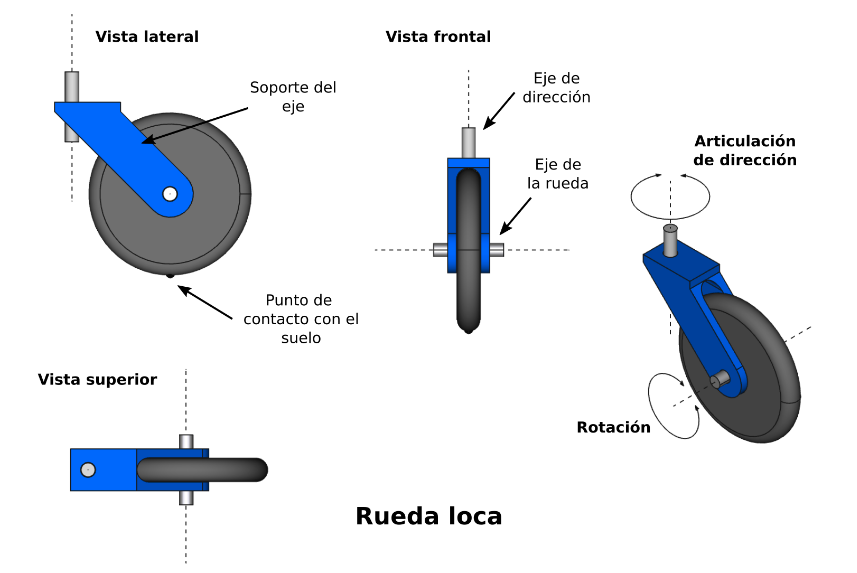 Vista lateral
Soporte del
eje
Punto de
contacto con el
suelo
Vista frontal
Eje de
dirección
Eje de
la rueda
Articulación
de dirección
Rotación
Vista superior
Rueda loca